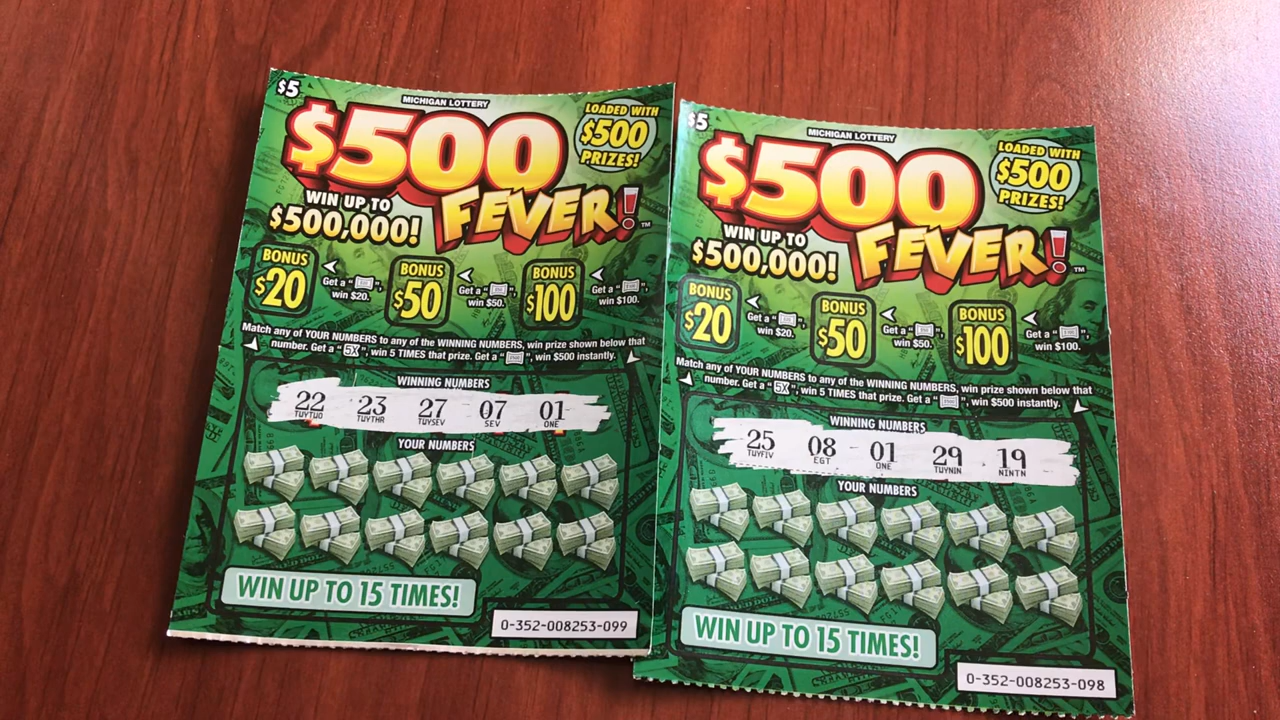 $5
MICHIGAN LOTTERY
LOADED WITH
$500
PRIZES!
$500
FEVER!™
WIN UP TO
$500,000!
BONUS
$20
Get a " ",
win $20.
BONUS
$50
Get a " ",
win $50.
BONUS
$100
Get a " ",
win $100.
Match any of YOUR NUMBERS to any of the WINNING NUMBERS, win prize shown below that
number. Get a "5X", win 5 TIMES that prize. Get a " ", win $500 instantly.
WINNING NUMBERS
22 23 27 07 01
TWYTWO TWYTHR TWYSEV SEV ONE
YOUR NUMBERS
WIN UP TO 15 TIMES!
0-352-008253-099
$5
MICHIGAN LOTTERY
LOADED WITH
$500
PRIZES!
$500
FEVER!™
WIN UP TO
$500,000!
BONUS
$20
Get a " ",
win $20.
BONUS
$50
Get a " ",
win $50.
BONUS
$100
Get a " ",
win $100.
Match any of YOUR NUMBERS to any of the WINNING NUMBERS, win prize shown below that
number. Get a "5X", win 5 TIMES that prize. Get a " ", win $500 instantly.
WINNING NUMBERS
25 08 01 29 19
TWYFIV EGT ONE TWYNIN NINTN
YOUR NUMBERS
WIN UP TO 15 TIMES!
0-352-008253-098